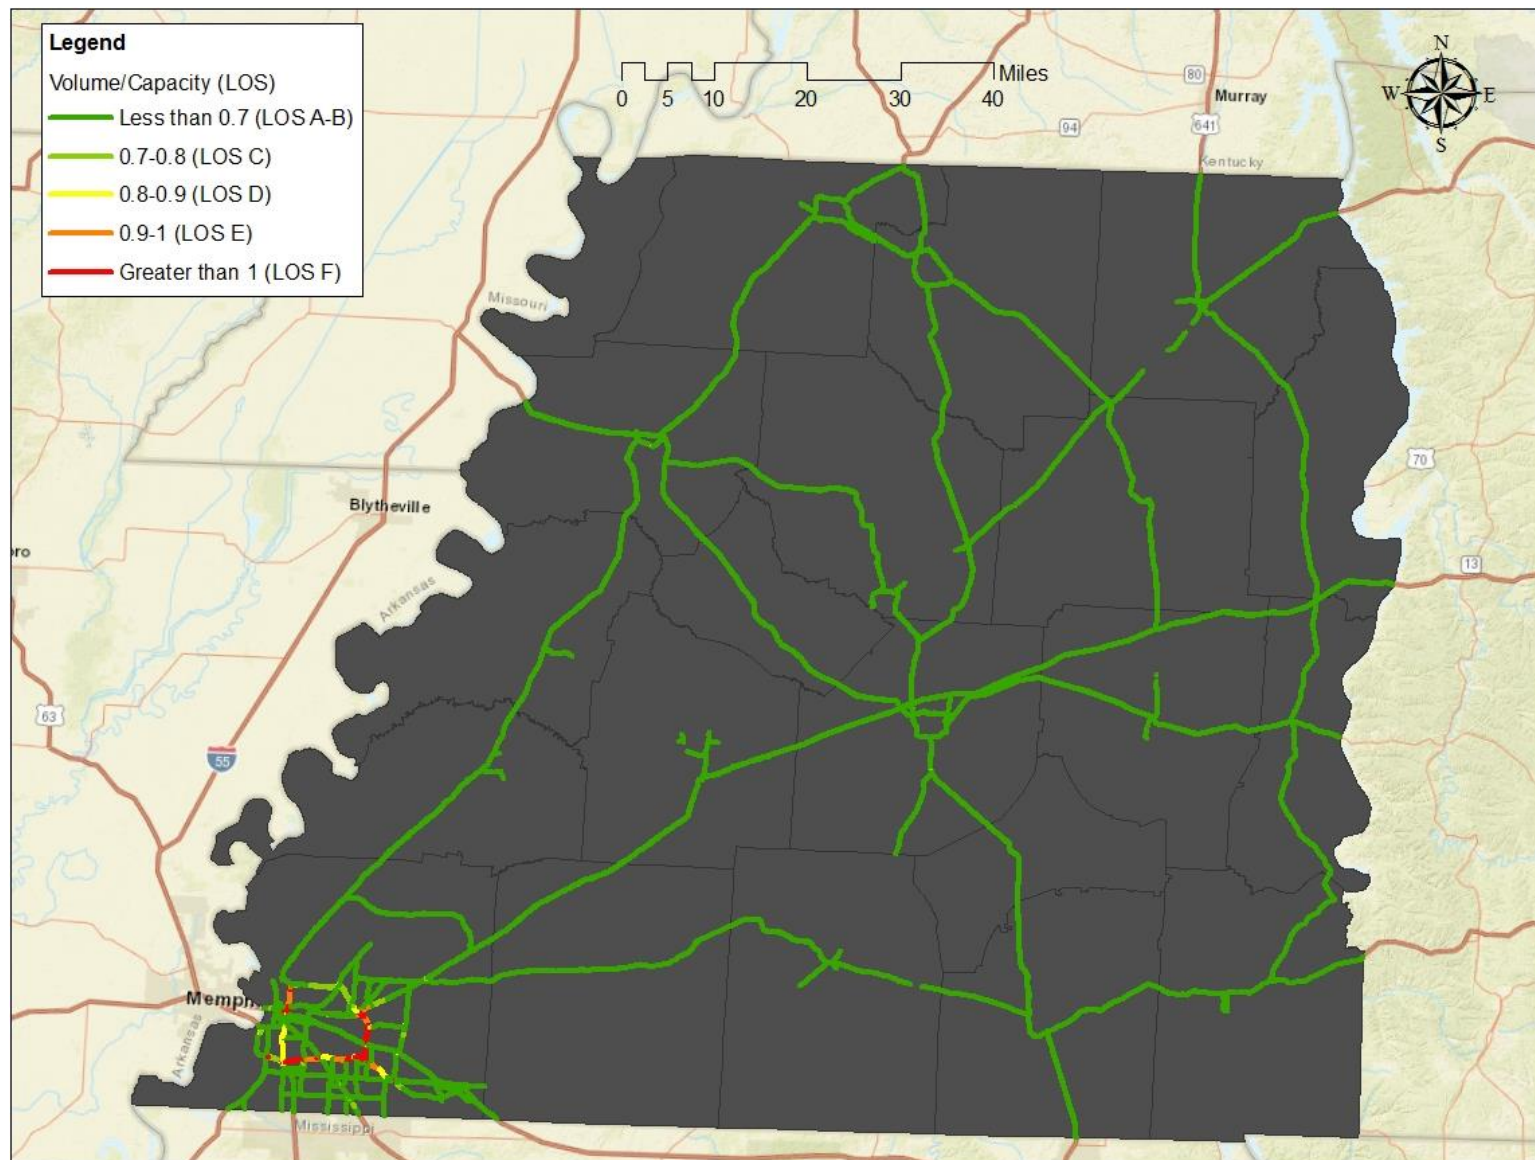 Legend
Volume/Capacity (LOS)
Less than 0.7 (LOS A-B)
0.7-0.8 (LOS C)
0.8-0.9 (LOS D)
0.9-1 (LOS E)
Greater than 1 (LOS F)
Miles
0 5 10 20 30 40
N
W E
S
80
Murray
94
641
Kentucky
Missouri
70
Blytheville
ro
13
Arkansas
63
55
Memph
Arkansas
Mississippi